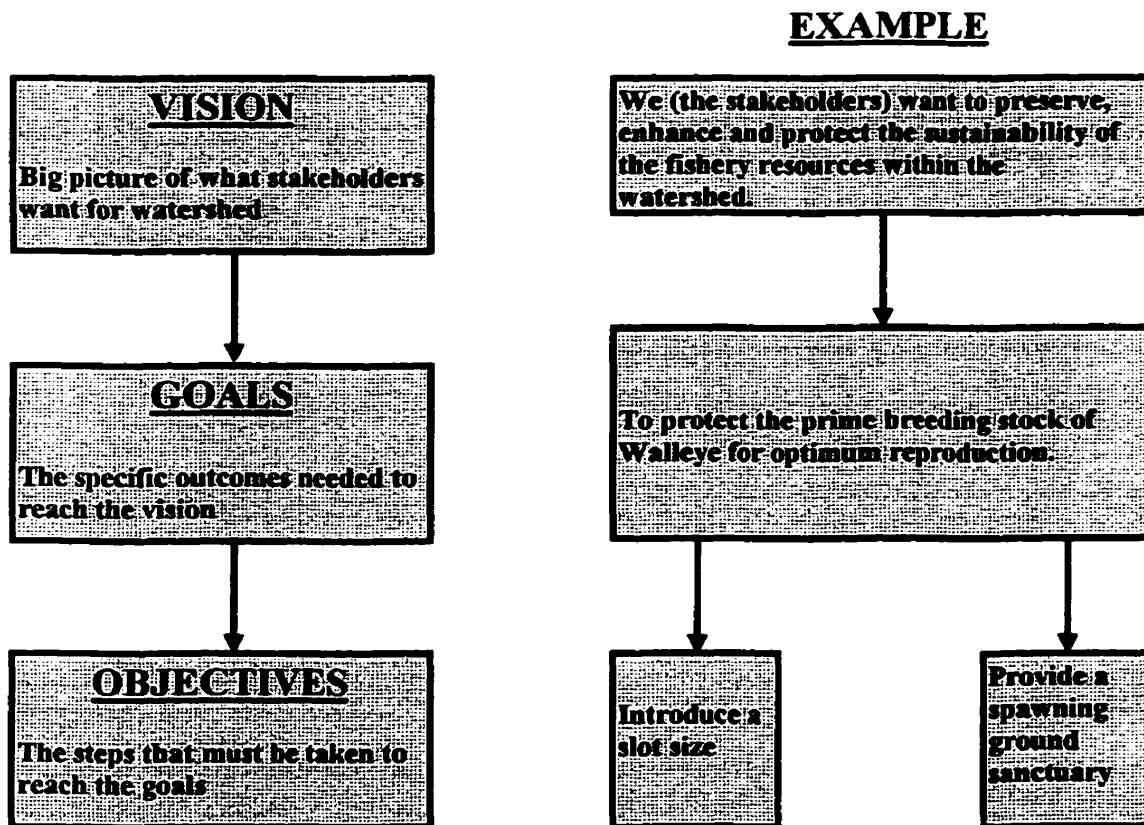 VISION
Big picture of what stakeholders
want for watershed
GOALS
The specific outcomes needed to
reach the vision
OBJECTIVES
The steps that must be taken to
reach the goals
EXAMPLE
We (the stakeholders) want to preserve,
enhance and protect the sustainability of
the fishery resources within the
watershed.
To protect the prime breeding stock of
Walleye for optimum reproduction.
Introduce a
slot size
Provide a
spawning
ground
sanctuary